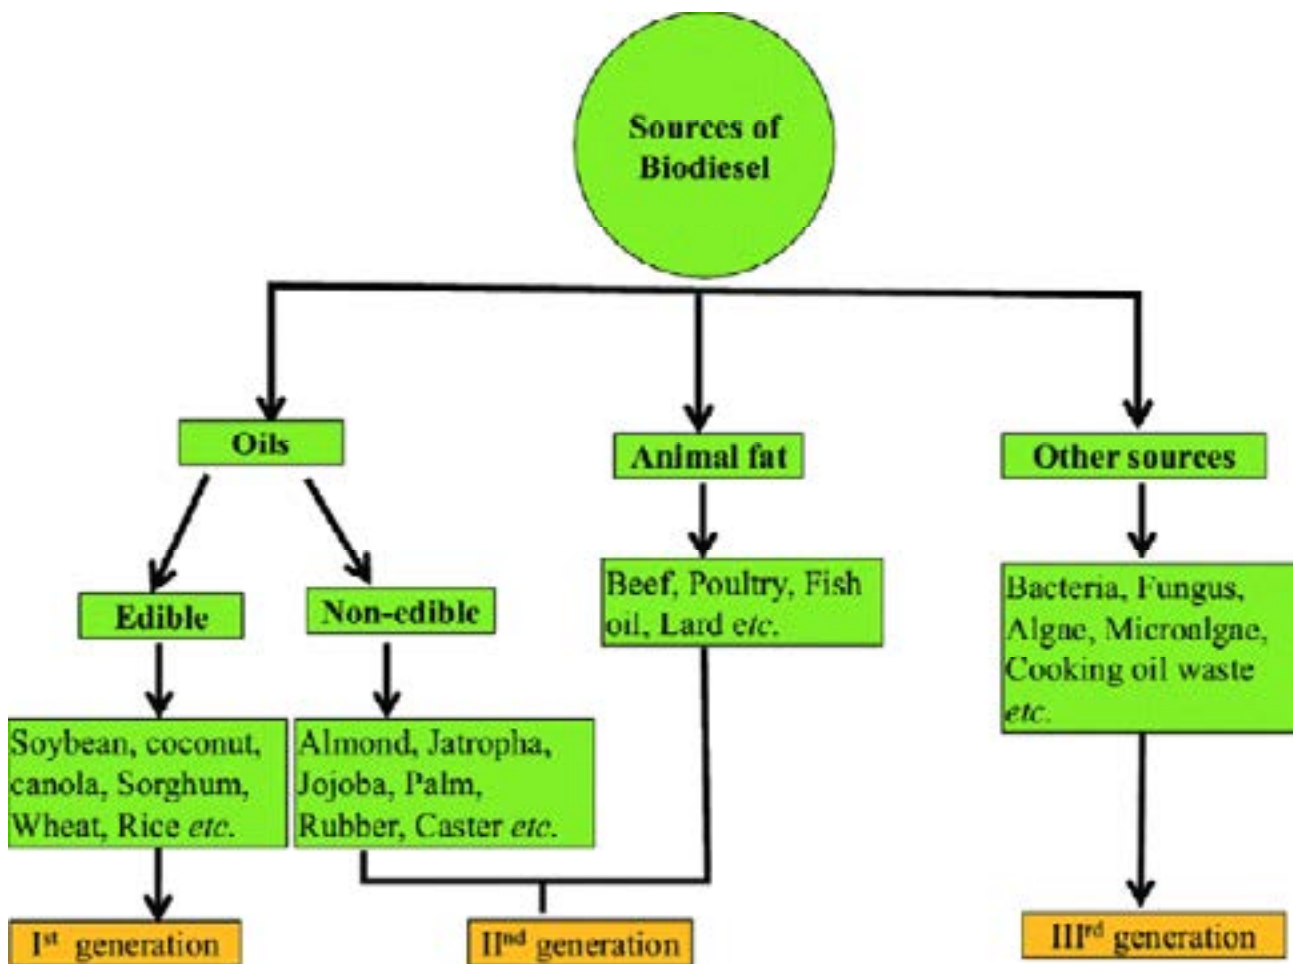 Sources of
Biodiesel
Oils
Animal fat
Other sources
Edible
Non-edible
Beef, Poultry, Fish
oil, Lard etc.
Bacteria, Fungus,
Algae, Micronlgne,
Cooking oil waste
etc.
Soybean, coconut,
canola, Sorghum,
Wheat, Rice etc.
Almond, Jatropha,
Jojoba, Palm,
Rubber, Caster etc.
Iˢᵗ generation
IIⁿᵈ generation
IIIʳᵈ generation